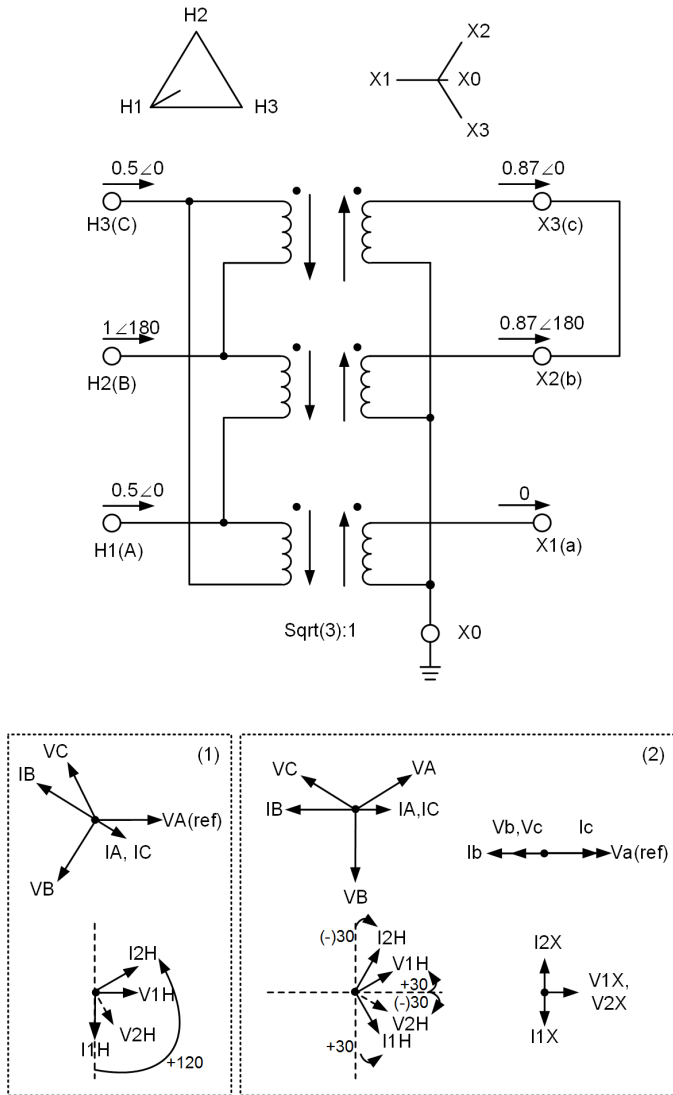 H2
H1
H3
X2
X1
X0
X3
0.5∠0
H3(C)
0.87∠0
X3(c)
1∠180
H2(B)
0.87∠180
X2(b)
0.5∠0
H1(A)
0
X1(a)
Sqrt(3):1
X0
(1)
VC
IB
VA(ref)
IA, IC
VB
I2H
V1H
V2H
I1H
+120
(2)
VC
VA
IB
IA,IC
VB
Vb,Vc
Ic
Ib
Va(ref)
(-)30
I2H
V1H
+30
(-)30
V2H
I1H
+30
I2X
V1X,
V2X
I1X